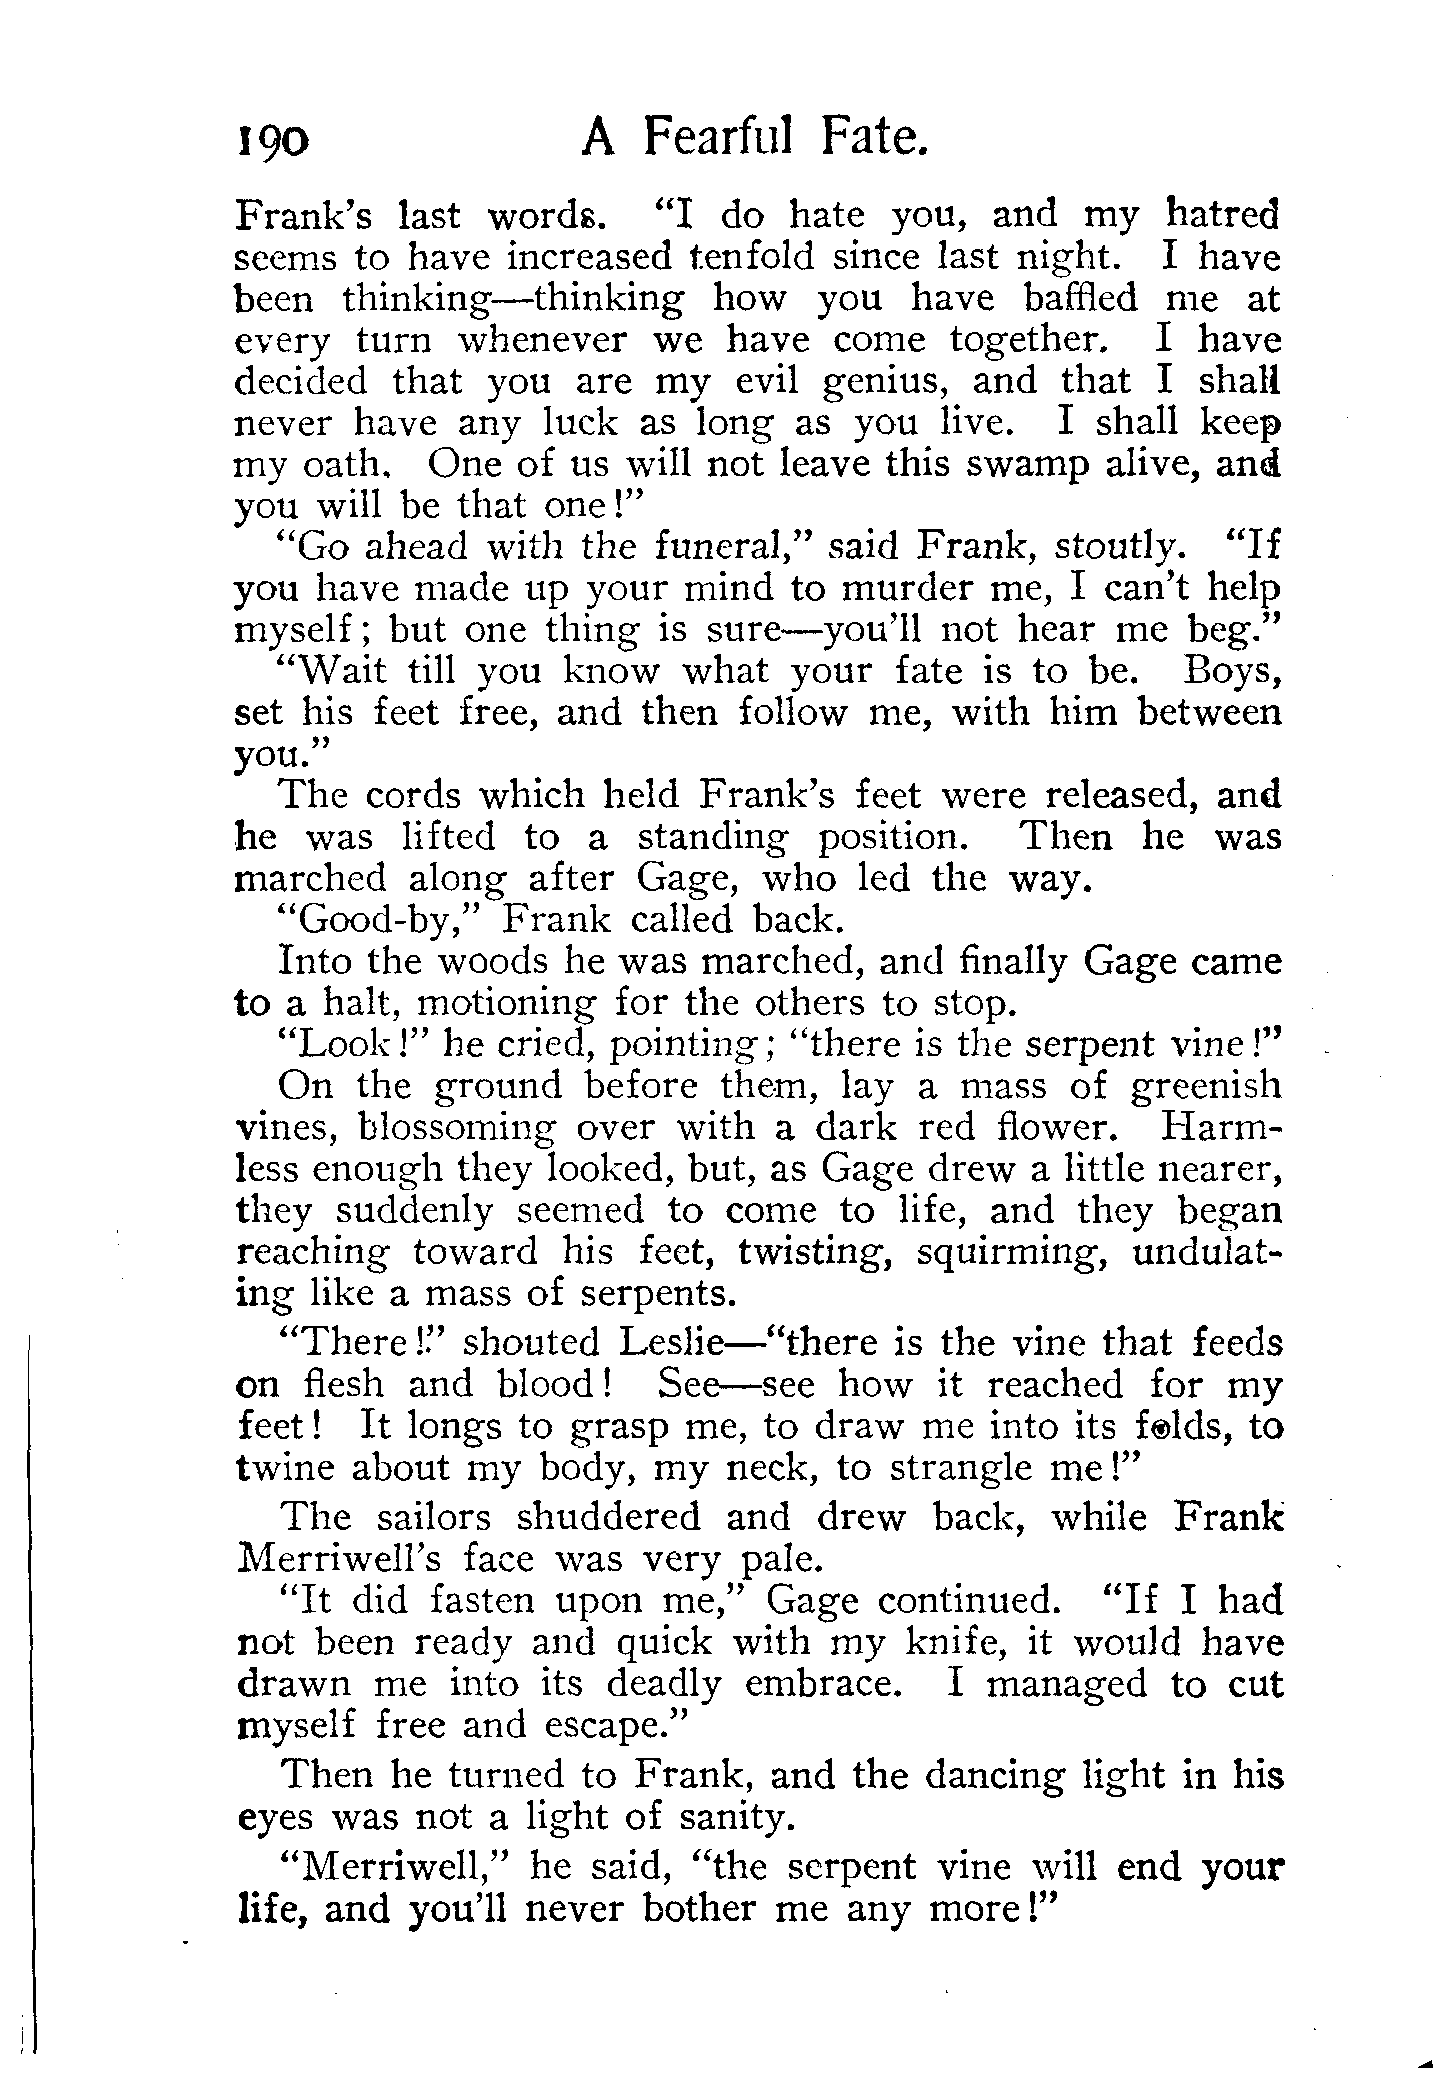 190 A Fearful Fate.
Frank's last words. "I do hate you, and my hatred
seems to have increased tenfold since last night. I have
been thinking—thinking how you have baffled me at
every turn whenever we have come together. I have
decided that you are my evil genius, and that I shall
never have any luck as long as you live. I shall keep
my oath. One of us will not leave this swamp alive, and
you will be that one!"
"Go ahead with the funeral," said Frank, stoutly. "If
you have made up your mind to murder me, I can't help
myself; but one thing is sure—you'll not hear me beg."
"Wait till you know what your fate is to be. Boys,
set his feet free, and then follow me, with him between
you."
The cords which held Frank's feet were released, and
he was lifted to a standing position. Then he was
marched along after Gage, who led the way.
"Good-by," Frank called back.
Into the woods he was marched, and finally Gage came
to a halt, motioning for the others to stop.
"Look!" he cried, pointing; "there is the serpent vine!"
On the ground before them, lay a mass of greenish
vines, blossoming over with a dark red flower. Harm-
less enough they looked, but, as Gage drew a little nearer,
they suddenly seemed to come to life, and they began
reaching toward his feet, twisting, squirming, undulat-
ing like a mass of serpents.
"There!" shouted Leslie—"there is the vine that feeds
on flesh and blood! See—see how it reached for my
feet! It longs to grasp me, to draw me into its folds, to
twine about my body, my neck, to strangle me!"
The sailors shuddered and drew back, while Frank
Merriwell's face was very pale.
"It did fasten upon me," Gage continued. "If I had
not been ready and quick with my knife, it would have
drawn me into its deadly embrace. I managed to cut
myself free and escape."
Then he turned to Frank, and the dancing light in his
eyes was not a light of sanity.
"Merriwell," he said, "the serpent vine will end your
life, and you'll never bother me any more!"